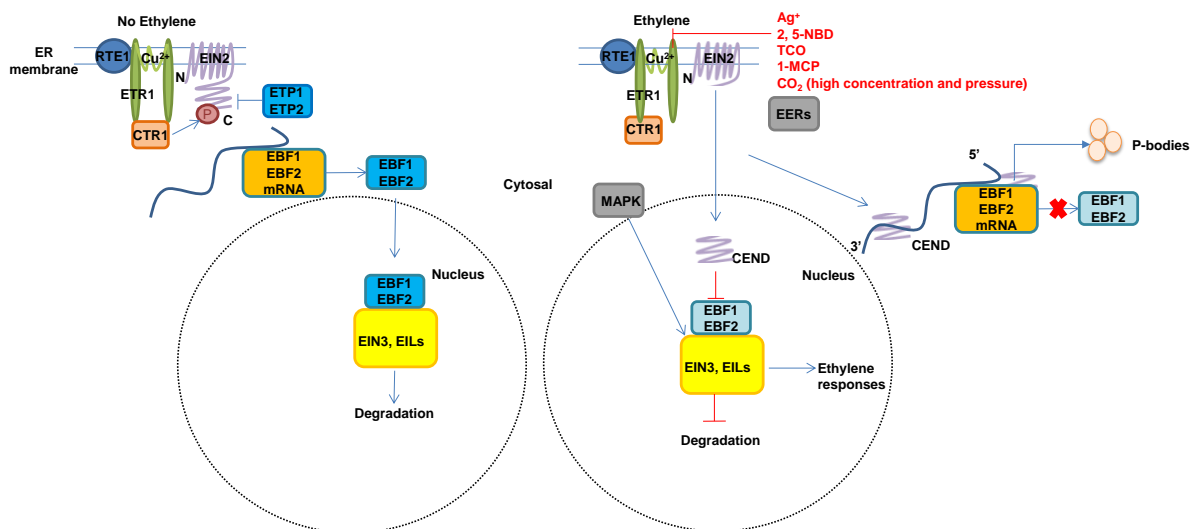 No Ethylene
ER
membrane
RTE1
Cu2+
EIN2
N
ETR1
ETP1
ETP2
P
C
CTR1
EBF1
EBF2
mRNA
EBF1
EBF2
Nucleus
EBF1
EBF2
EIN3, EILs
Degradation
Ethylene
Ag+
2, 5-NBD
TCO
1-MCP
CO2 (high concentration and pressure)
RTE1
Cu2+
EIN2
N
ETR1
CTR1
EERs
Cytosal
MAPK
5’
P-bodies
EBF1
EBF2
mRNA
EBF1
EBF2
3’
CEND
CEND
Nucleus
EBF1
EBF2
EIN3, EILs
Ethylene
responses
Degradation